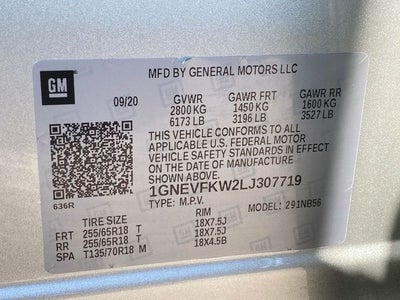 GM
MFD BY GENERAL MOTORS LLC
09/20 GVWR GAWR FRT GAWR RR
2800 KG 1450 KG 1600 KG
6173 LB 3196 LB 3527 LB
THIS VEHICLE CONFORMS TO ALL
APPLICABLE U.S. FEDERAL MOTOR
VEHICLE SAFETY STANDARDS IN EFFECT
ON THE DATE OF MANUFACTURE
SHOWN ABOVE.
1GNEVFKW2LJ307719
636R TYPE: M.P.V. MODEL: 291NB56
TIRE SIZE RIM
FRT 255/65R18 T 18X7.5J
RR 255/65R18 T 18X7.5J
SPA T135/70R18 M 18X4.5B